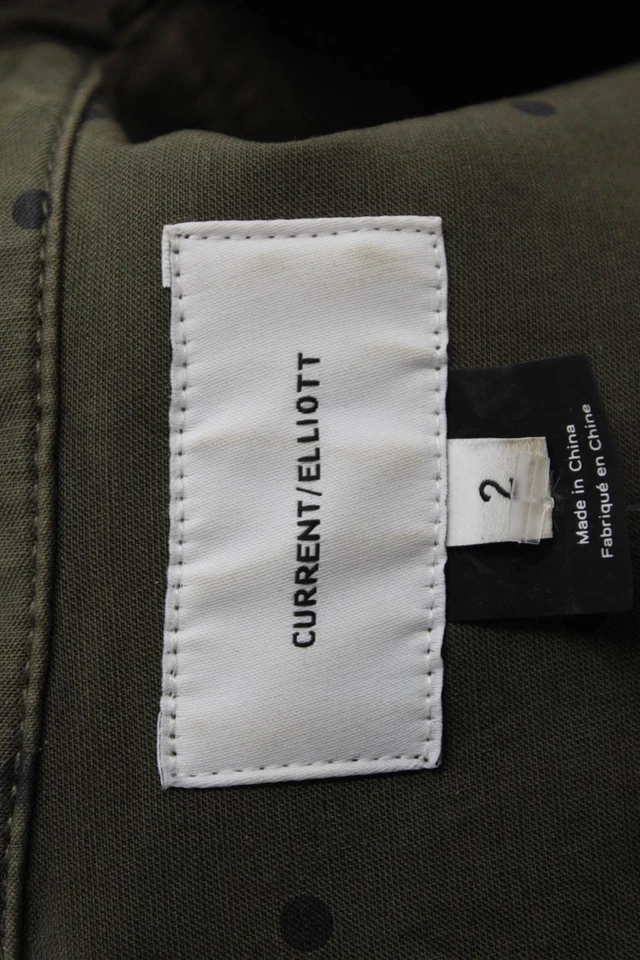 CURRENT/ELLIOTT
2
Made in China
Fabriqué en Chine